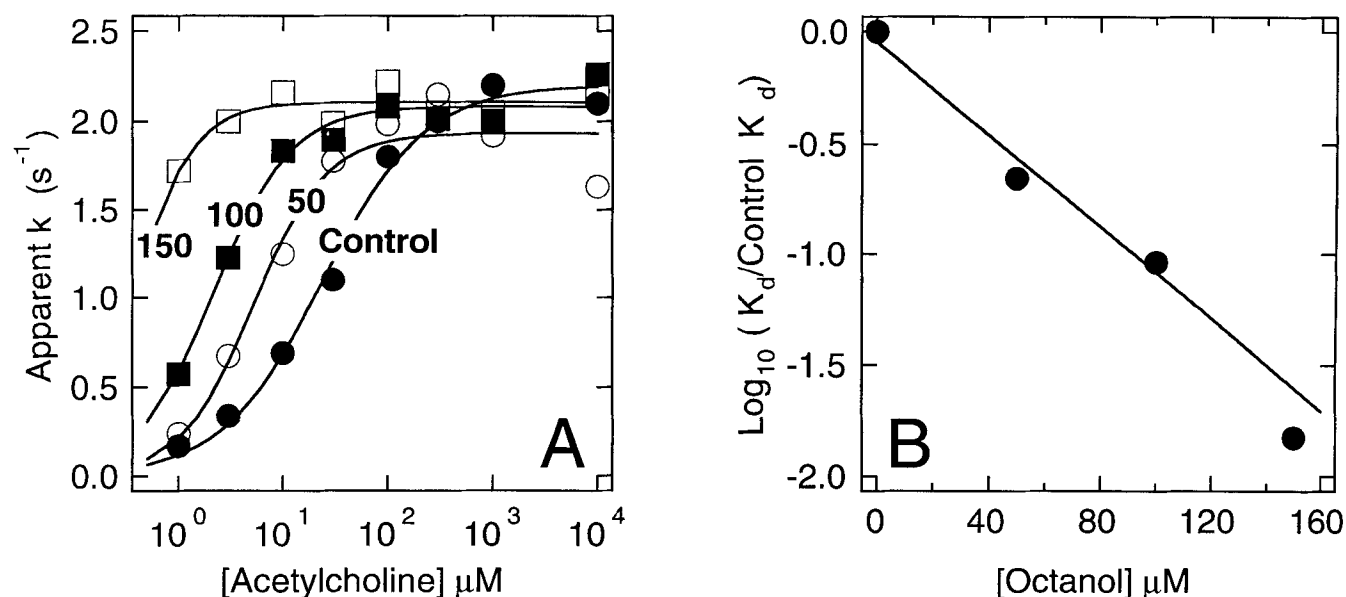 2.5
2.0
1.5
1.0
0.5
0.0
Apparent k (s⁻¹)
150
100
50
Control
A
10⁰ 10¹ 10² 10³ 10⁴
[Acetylcholine] μM
0.0
-0.5
-1.0
-1.5
-2.0
Log₁₀ ( K_d/Control K_d)
B
0 40 80 120 160
[Octanol] μM